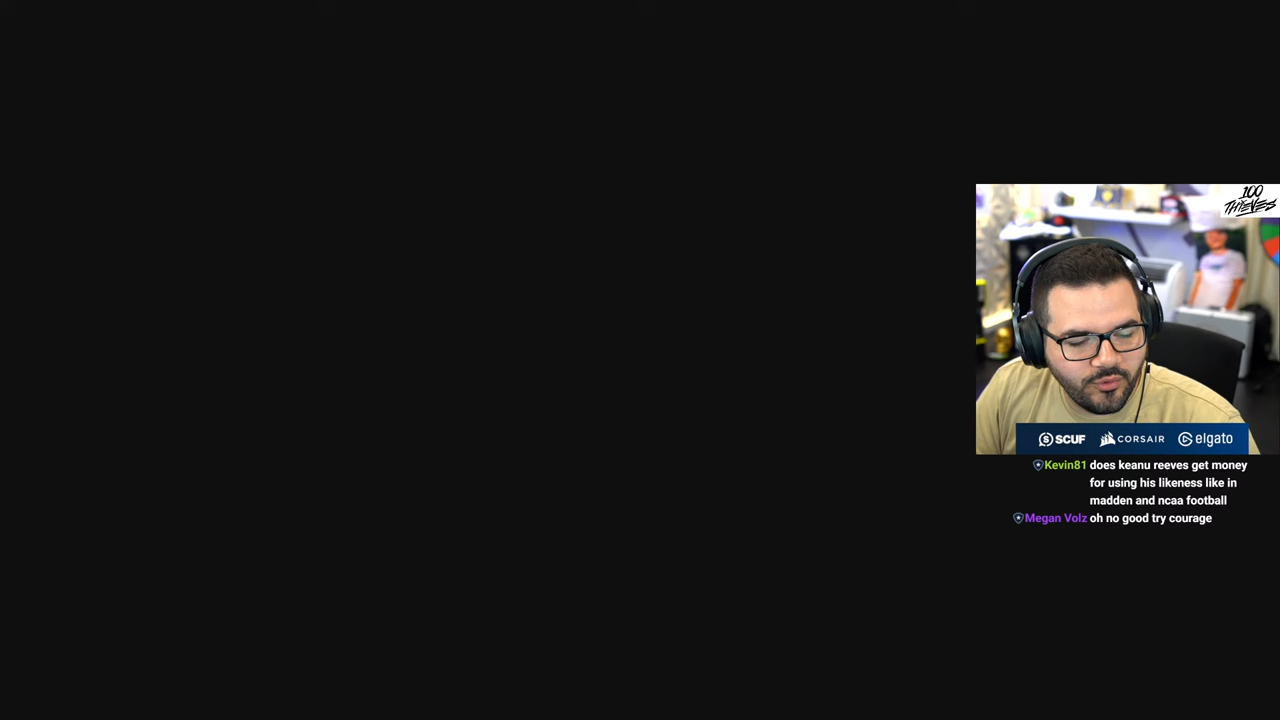 100
THIEVES
SCUF
CORSAIR
elgato
Kevin81 does keanu reeves get money
for using his likeness like in
madden and ncaa football
Megan Volz oh no good try courage